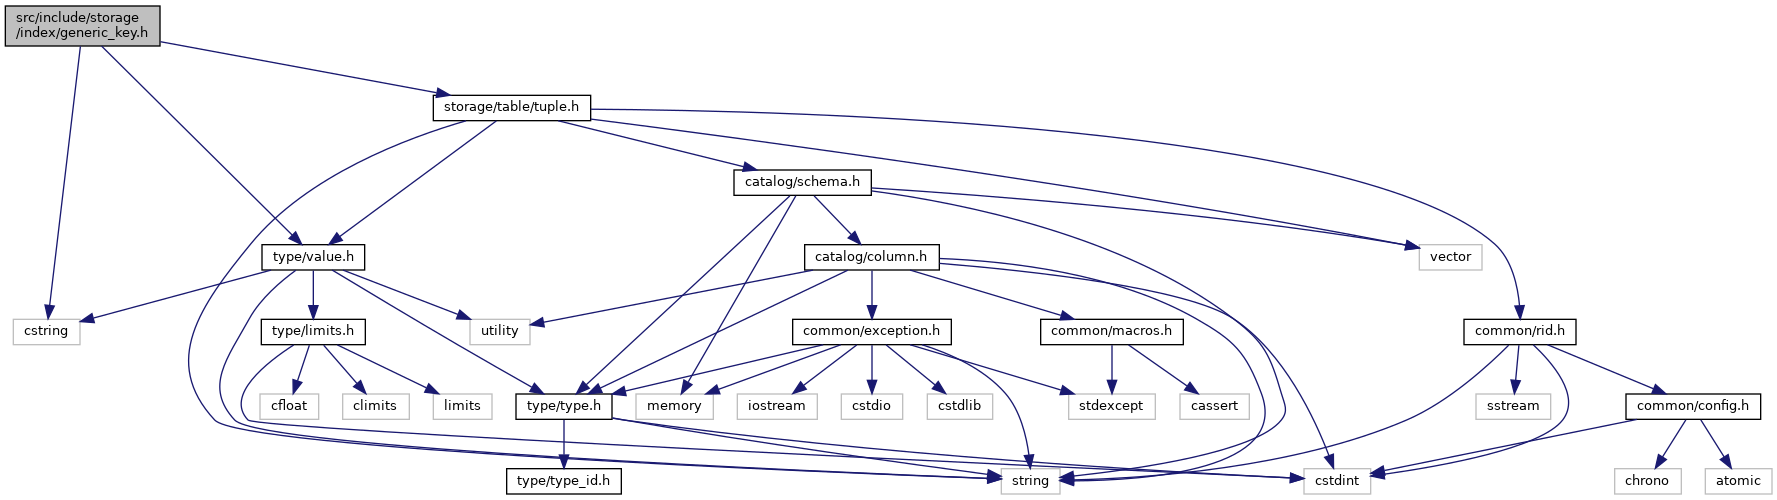 src/include/storage
/index/generic_key.h
storage/table/tuple.h
catalog/schema.h
type/value.h
catalog/column.h
vector
cstring
type/limits.h
utility
common/exception.h
common/macros.h
common/rid.h
cfloat
climits
limits
type/type.h
memory
iostream
cstdio
cstdlib
stdexcept
cassert
sstream
common/config.h
type/type_id.h
string
cstdint
chrono
atomic